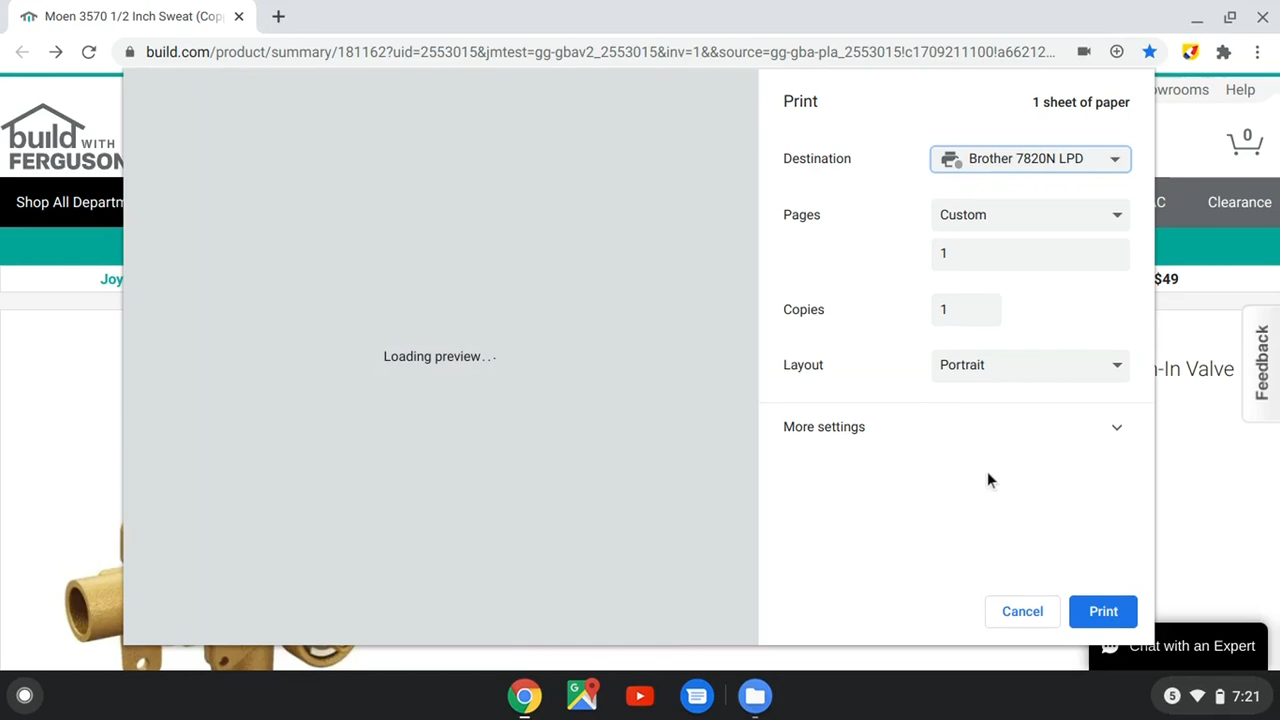 Moen 3570 1/2 Inch Sweat (Cop
build.com/product/summary/181162?uid=2553015&jmtest=gg-gbav2_2553015&inv=1&&source=gg-gba-pla_2553015!c1709211100!a66212...
owrooms Help
build WITH
FERGUSON
0
Shop All Departm
AC Clearance
Joy
$49
Print
1 sheet of paper
Destination
Brother 7820N LPD
Pages
Custom
1
Copies
1
Layout
Portrait
More settings
Loading preview...
Cancel
Print
-In Valve
Feedback
Chat with an Expert
5 7:21